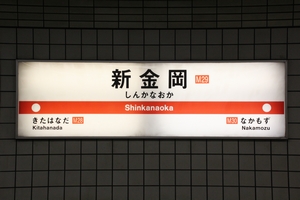 新金岡 M29
しんかなおか
Shinkanaoka
きたはなだ M28
Kitahanada
M30 なかもず
Nakamozu